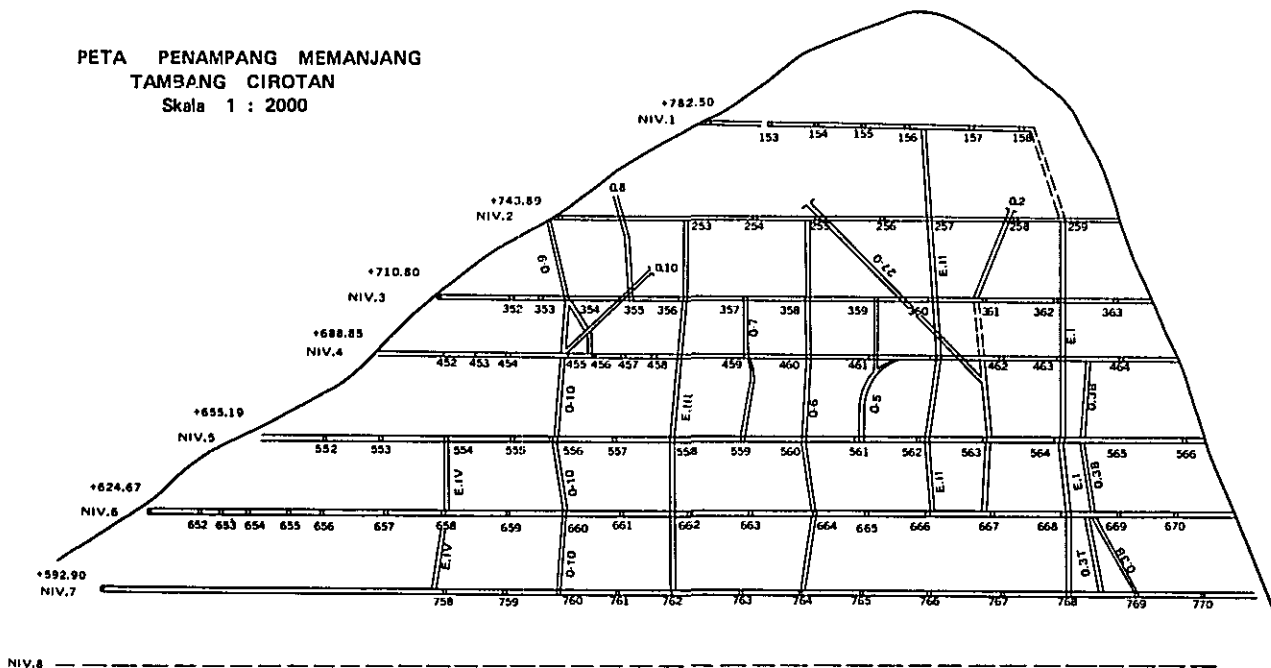 PETA PENAMPANG MEMANJANG
TAMBANG CIROTAN
Skala 1 : 2000
+782.50
NIV.1
153 154 155 156 157 158
+743.89
NIV.2
0.8
0.2
253 254 255 256 257 258 259
0-9
0.10
27-0
E.II
+710.80
NIV.3
352 353 354 355 356 357 358 359 360 361 362 363
0-7
E.I
+688.85
NIV.4
452 453 454 455 456 457 458 459 460 461 462 463 464
0-10
E.III
0-6
0-5
0.3B
+655.19
NIV.5
552 553 554 555 556 557 558 559 560 561 562 563 564 565 566
E.IV
0-10
E.II
E.I
0.3B
+624.67
NIV.6
652 653 654 655 656 657 658 659 660 661 662 663 664 665 666 667 668 669 670
E.IV
0-10
0.3T
0.3B
+592.90
NIV.7
758 759 760 761 762 763 764 765 766 767 768 769 770
NIV.8